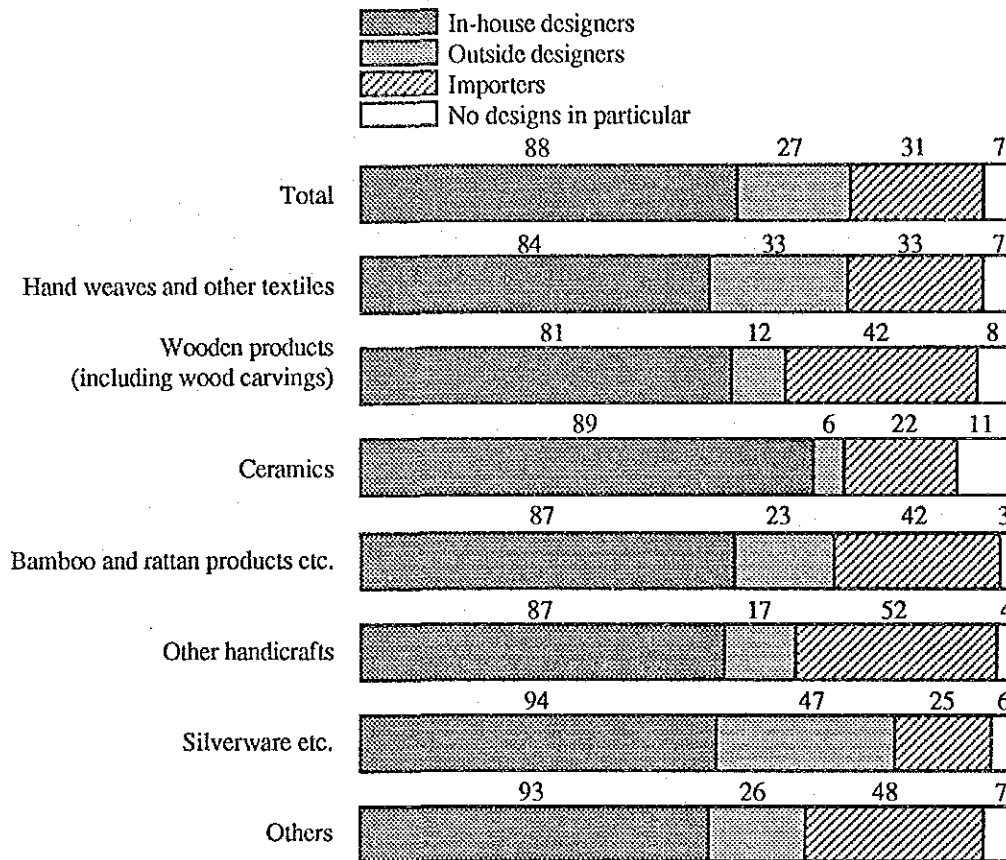 In-house designers
Outside designers
Importers
No designs in particular
88 27 31 7
Total
84 33 33 7
Hand weaves and other textiles
81 12 42 8
Wooden products
(including wood carvings)
89 6 22 11
Ceramics
87 23 42 3
Bamboo and rattan products etc.
87 17 52 4
Other handicrafts
94 47 25 6
Silverware etc.
93 26 48 7
Others